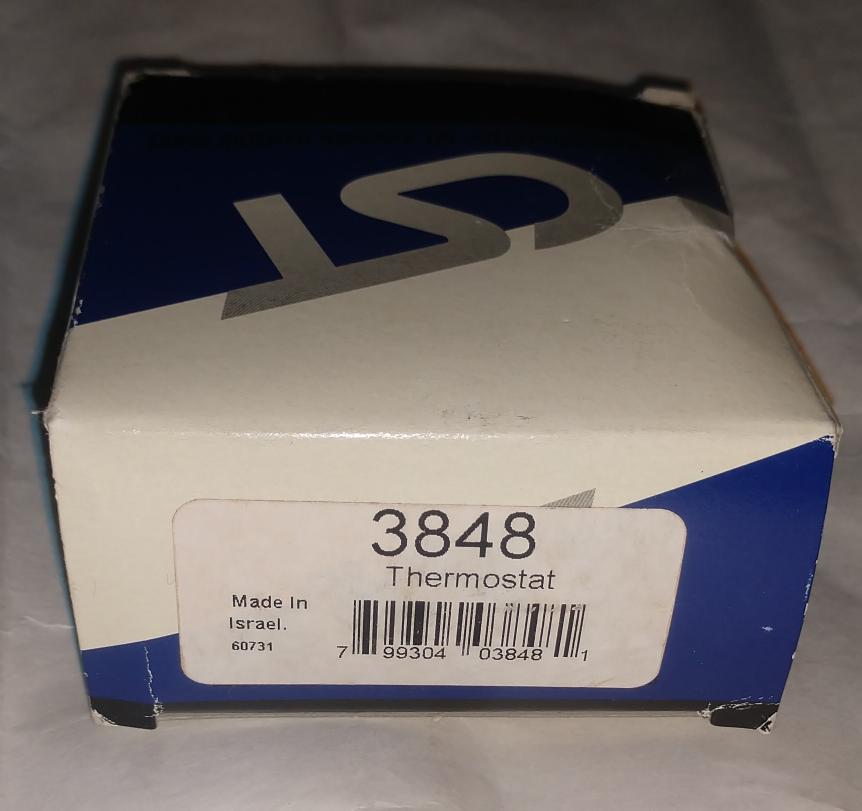 3848
Thermostat
Made In
Israel.
60731
7 99304 03848 1